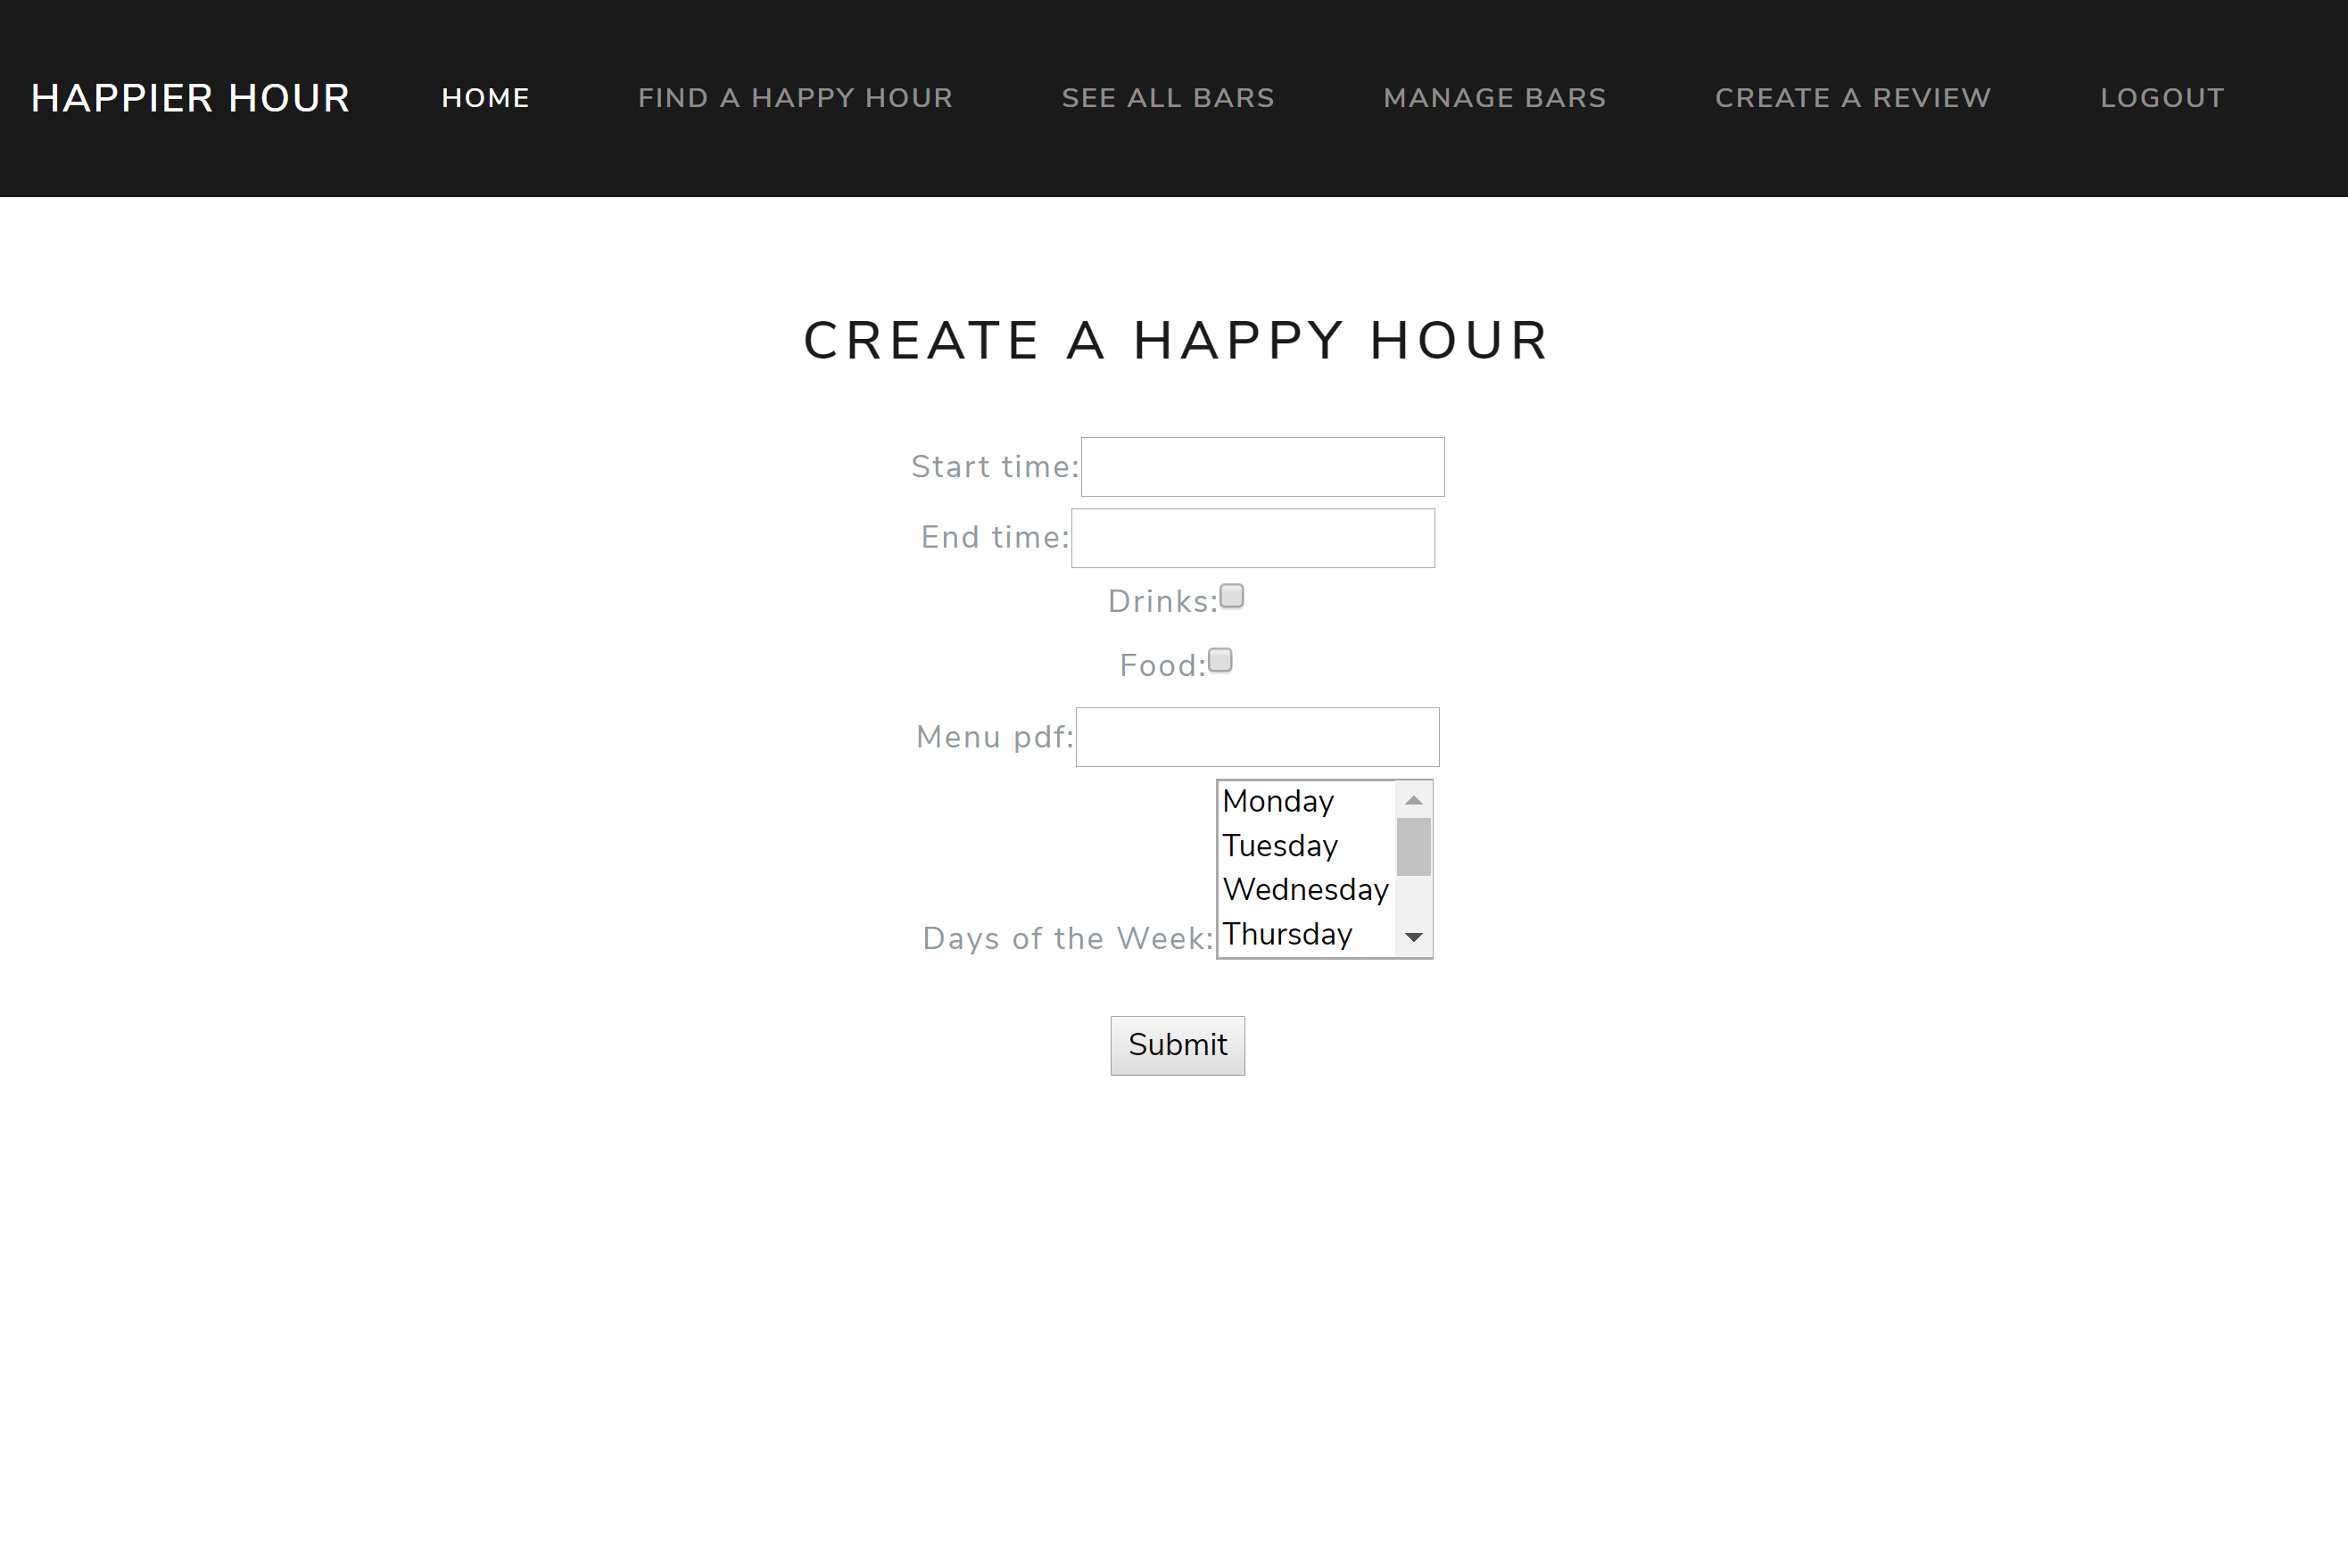 HAPPIER HOUR HOME FIND A HAPPY HOUR SEE ALL BARS MANAGE BARS CREATE A REVIEW LOGOUT
CREATE A HAPPY HOUR
Start time:
End time:
Drinks:
Food:
Menu pdf:
Monday
Tuesday
Wednesday
Days of the Week: Thursday
Submit